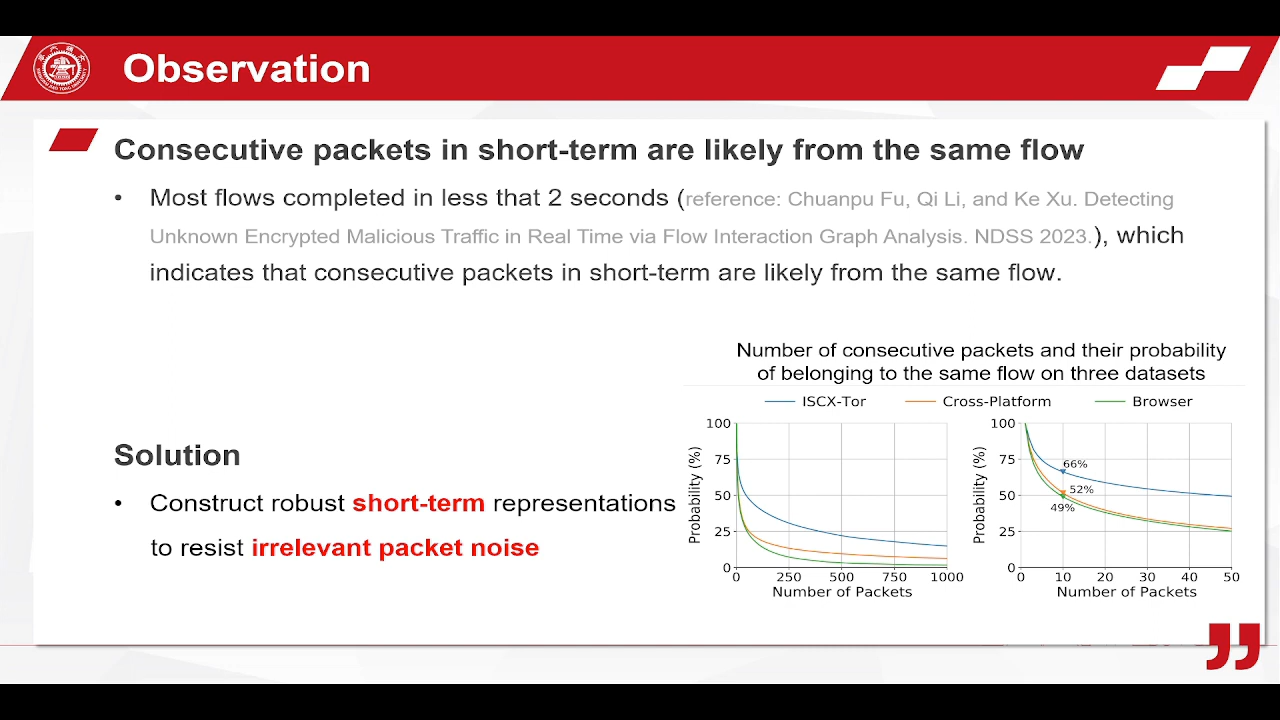 Observation
Consecutive packets in short-term are likely from the same flow
• Most flows completed in less that 2 seconds (reference: Chuanpu Fu, Qi Li, and Ke Xu. Detecting
Unknown Encrypted Malicious Traffic in Real Time via Flow Interaction Graph Analysis. NDSS 2023.), which
indicates that consecutive packets in short-term are likely from the same flow.
Number of consecutive packets and their probability
of belonging to the same flow on three datasets
ISCX-Tor Cross-Platform Browser
Solution
• Construct robust short-term representations
to resist irrelevant packet noise
Probability (%)
100
75
50
25
0
0 250 500 750 1000
Number of Packets
Probability (%)
100
75
50
25
0
66%
52%
49%
0 10 20 30 40 50
Number of Packets